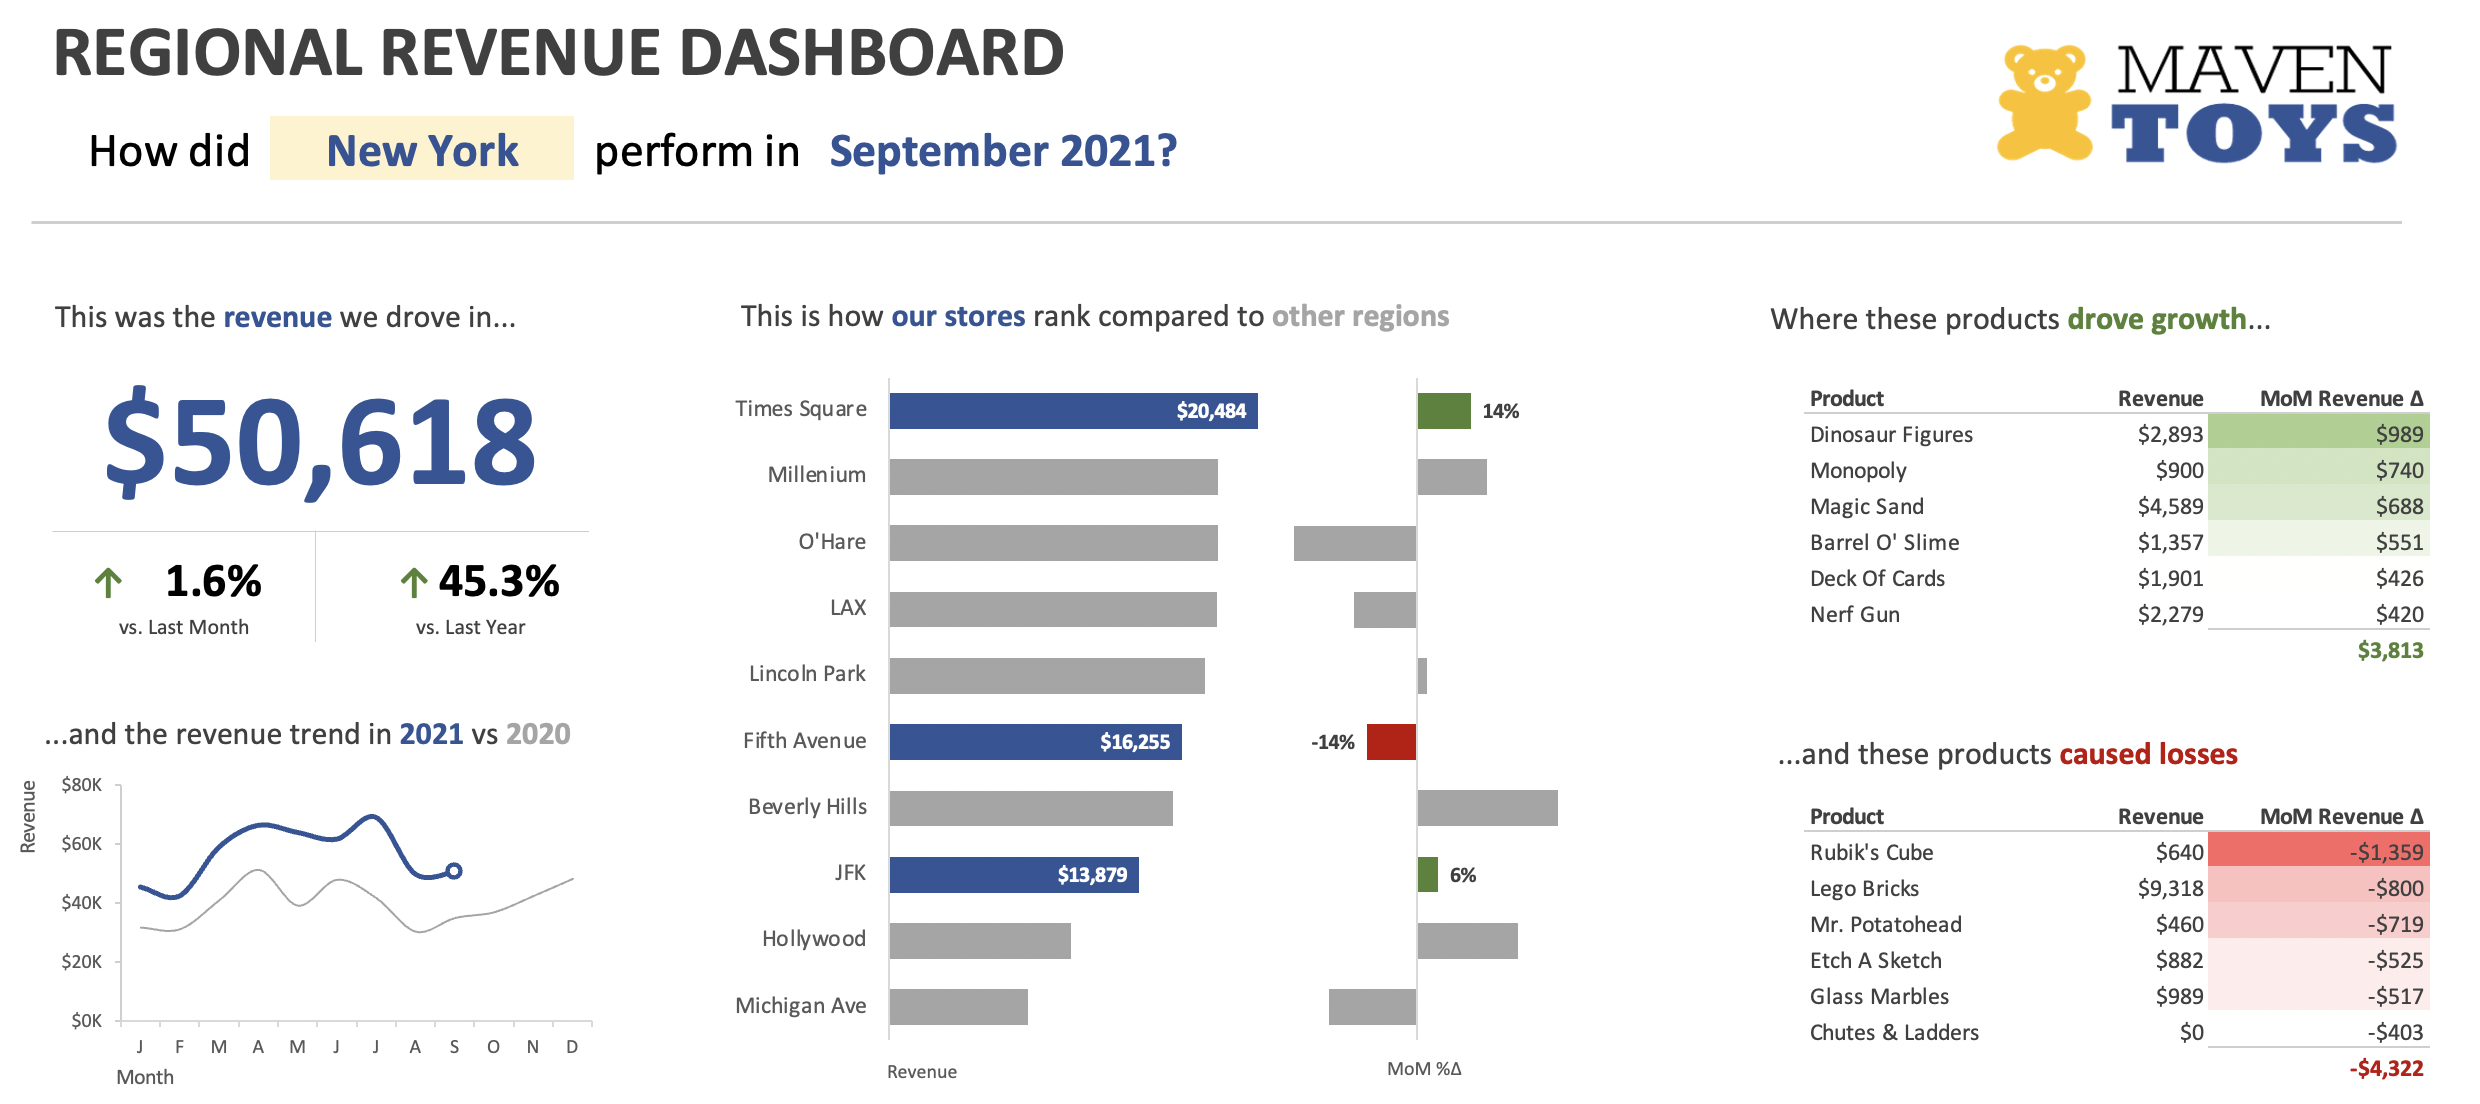 REGIONAL REVENUE DASHBOARD
MAVEN
TOYS
How did New York perform in September 2021?
This was the revenue we drove in...
$50,618
1.6%
vs. Last Month
45.3%
vs. Last Year
...and the revenue trend in 2021 vs 2020
Revenue
$80K
$60K
$40K
$20K
$0K
J F M A M J J A S O N D
Month
This is how our stores rank compared to other regions
Times Square $20,484 14%
Millenium
O'Hare
LAX
Lincoln Park
Fifth Avenue $16,255 -14%
Beverly Hills
JFK $13,879 6%
Hollywood
Michigan Ave
Revenue MoM %Δ
Where these products drove growth...
Product Revenue MoM Revenue Δ
Dinosaur Figures $2,893 $989
Monopoly $900 $740
Magic Sand $4,589 $688
Barrel O' Slime $1,357 $551
Deck Of Cards $1,901 $426
Nerf Gun $2,279 $420
$3,813
...and these products caused losses
Product Revenue MoM Revenue Δ
Rubik's Cube $640 -$1,359
Lego Bricks $9,318 -$800
Mr. Potatohead $460 -$719
Etch A Sketch $882 -$525
Glass Marbles $989 -$517
Chutes & Ladders $0 -$403
-$4,322